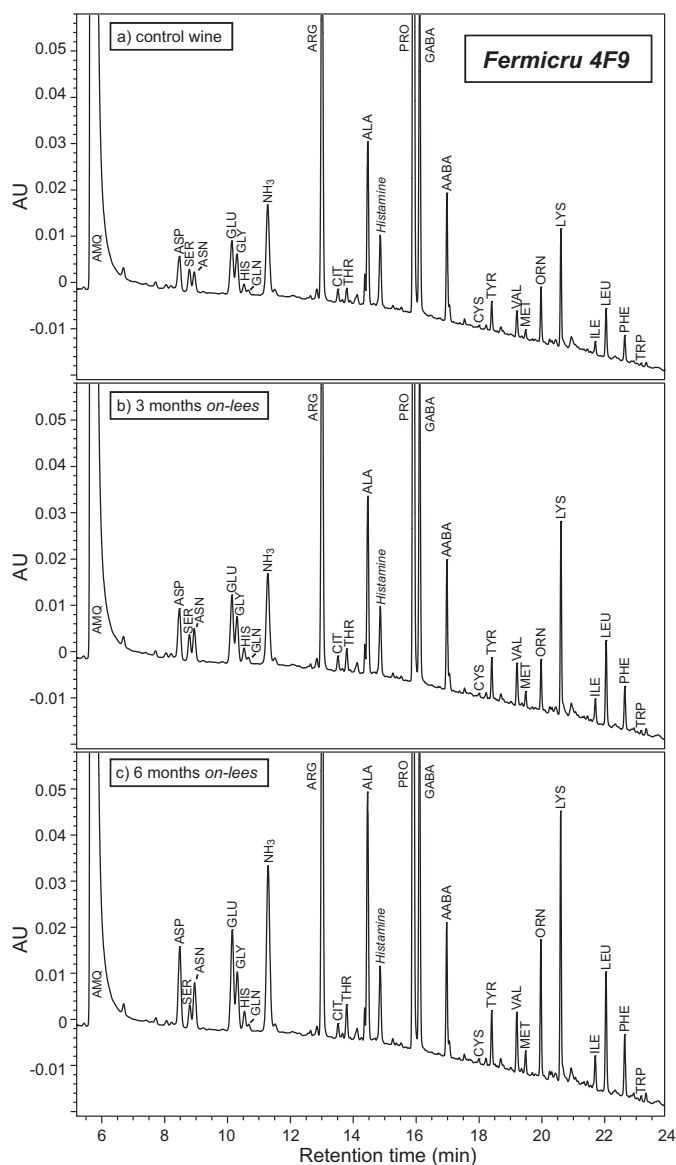 a) control wine
Fermicru 4F9
0.05
0.04
0.03
0.02
0.01
0
-0.01
AU
AMQ
ASP
SER
ASN
GLU
GLY
HIS
GLN
NH3
ARG
CIT
THR
ALA
Histamine
PRO
GABA
AABA
CYS
TYR
VAL
MET
ORN
LYS
ILE
LEU
PHE
TRP
b) 3 months on-lees
0.05
0.04
0.03
0.02
0.01
0
-0.01
AU
AMQ
ASP
SER
ASN
GLU
GLY
HIS
GLN
NH3
ARG
CIT
THR
ALA
Histamine
PRO
GABA
AABA
CYS
TYR
VAL
MET
ORN
LYS
ILE
LEU
PHE
TRP
c) 6 months on-lees
0.05
0.04
0.03
0.02
0.01
0
-0.01
AU
AMQ
ASP
SER
ASN
GLU
GLY
HIS
GLN
NH3
ARG
CIT
THR
ALA
Histamine
PRO
GABA
AABA
CYS
TYR
VAL
MET
ORN
LYS
ILE
LEU
PHE
TRP
6 8 10 12 14 16 18 20 22 24
Retention time (min)